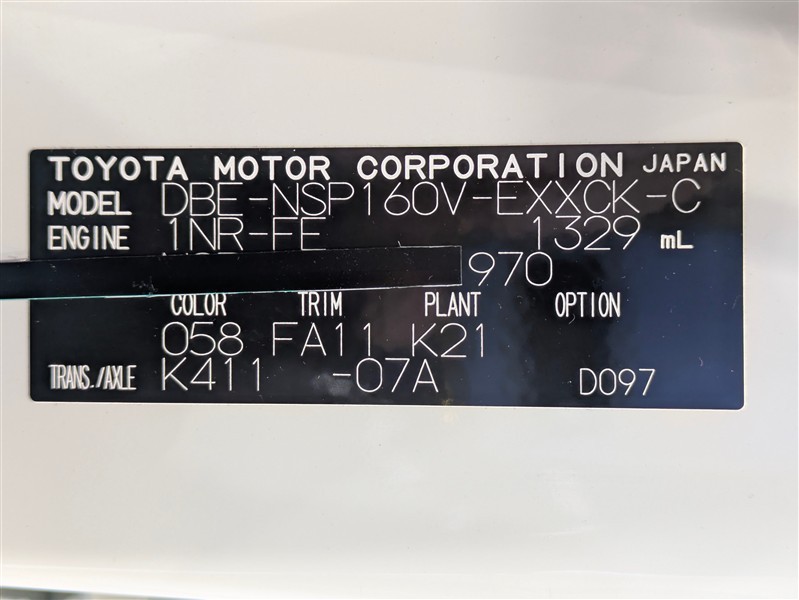 TOYOTA MOTOR CORPORATION JAPAN
MODEL DBE-NSP160V-EXXCK-C
ENGINE 1NR-FE 1329 mL
970
COLOR TRIM PLANT OPTION
058 FA11 K21
TRANS./AXLE K411 -07A D097